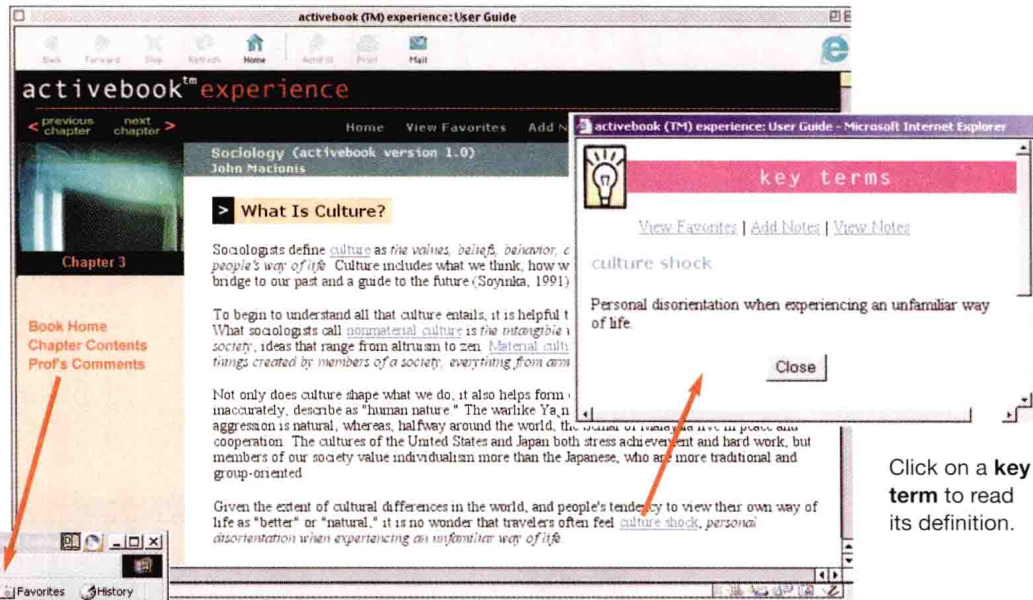 activebook (TM) experience: User Guide
Back Forward Stop Refresh Home AutoFill Print Mail
activebook™experience
< previous chapter next chapter >
Home View Favorites Add N
Sociology (activebook version 1.0)
John Macionis
Chapter 3
Book Home
Chapter Contents
Prof's Comments
> What Is Culture?
Sociologists define culture as the values, beliefs, behavior,
people's way of life. Culture includes what we think, how w
bridge to our past and a guide to the future (Soyinka, 1991)
To begin to understand all that culture entails, it is helpful t
What sociologists call nonmaterial culture is the intangible
society, ideas that range from altruism to zen. Material cultu
things created by members of a society, everything from arm
Not only does culture shape what we do, it also helps form
inaccurately, describe as "human nature." The warlike Ya̧n
aggression is natural, whereas, halfway around the world, the Semai of Malaysia live in peace and
cooperation. The cultures of the United States and Japan both stress achievement and hard work, but
members of our society value individualism more than the Japanese, who are more traditional and
group-oriented.
Given the extent of cultural differences in the world, and people's tendency to view their own way of
life as "better" or "natural," it is no wonder that travelers often feel culture shock, personal
disorientation when experiencing an unfamiliar way of life.
activebook (TM) experience: User Guide - Microsoft Internet Explorer
key terms
View Favorites | Add Notes | View Notes
culture shock
Personal disorientation when experiencing an unfamiliar way
of life.
Close
Click on a key
term to read
its definition.
Favorites History